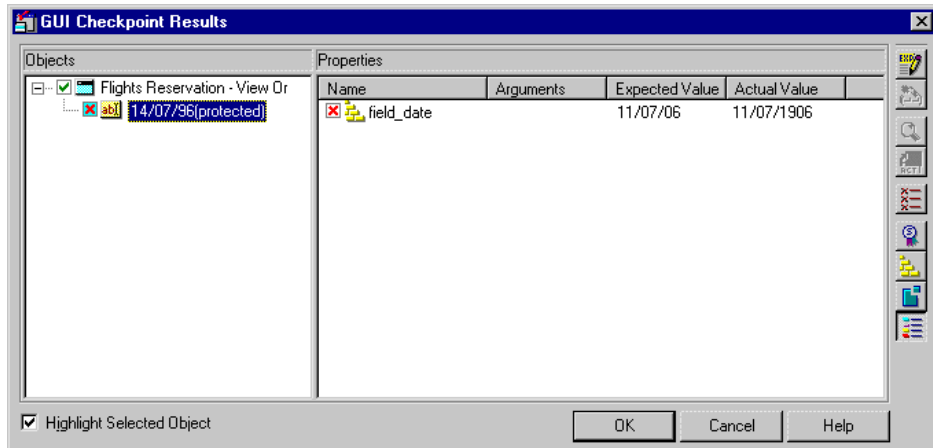 GUI Checkpoint Results
Objects
Properties
Flights Reservation - View Or
14/07/96(protected)
Name Arguments Expected Value Actual Value
field_date 11/07/06 11/07/1906
Highlight Selected Object
OK Cancel Help